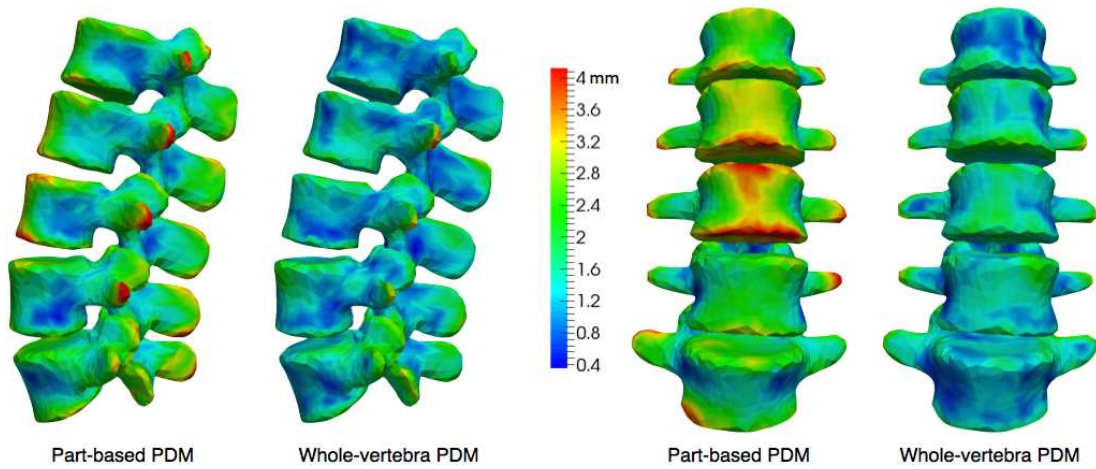 4 mm
3.6
3.2
2.8
2.4
2
1.6
1.2
0.8
0.4
Part-based PDM
Whole-vertebra PDM
Part-based PDM
Whole-vertebra PDM